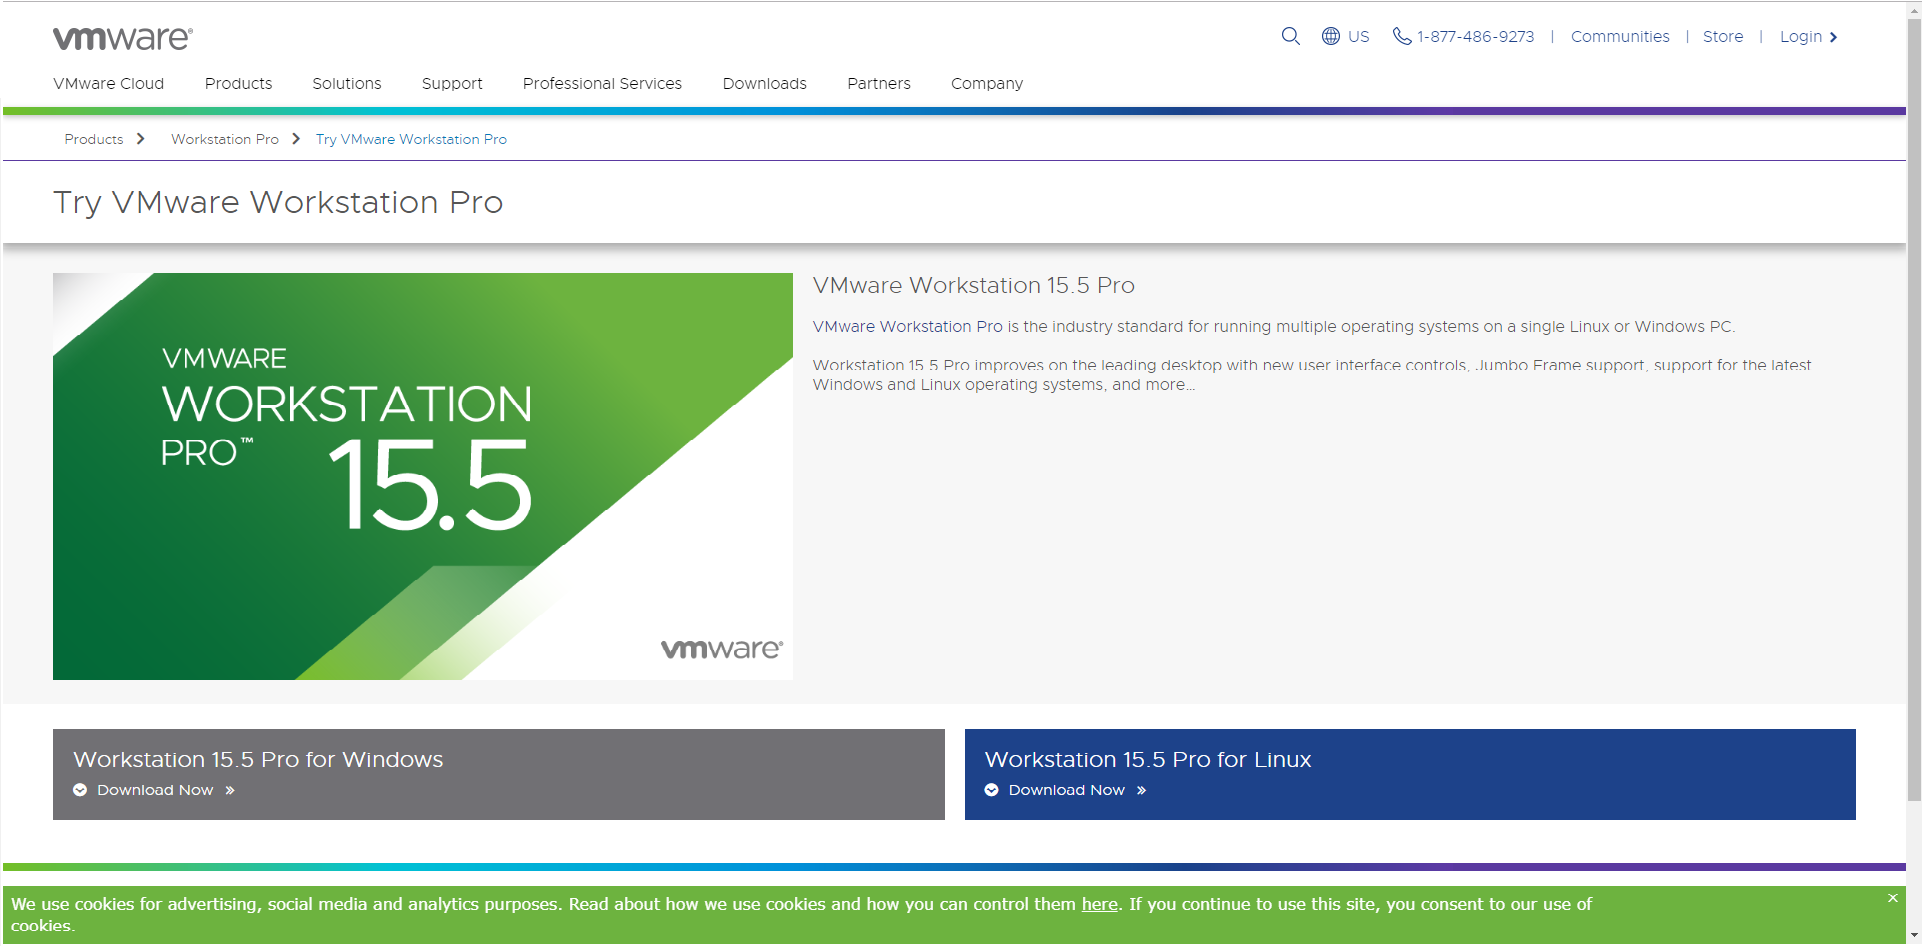 vmware®
US 1-877-486-9273 | Communities | Store | Login
VMware Cloud Products Solutions Support Professional Services Downloads Partners Company
Products Workstation Pro Try VMware Workstation Pro
Try VMware Workstation Pro
VMWARE
WORKSTATION
PRO™ 15.5
vmware®
VMware Workstation 15.5 Pro
VMware Workstation Pro is the industry standard for running multiple operating systems on a single Linux or Windows PC.
Workstation 15.5 Pro improves on the leading desktop with new user interface controls, Jumbo Frame support, support for the latest
Windows and Linux operating systems, and more...
Workstation 15.5 Pro for Windows
Download Now »
Workstation 15.5 Pro for Linux
Download Now »
We use cookies for advertising, social media and analytics purposes. Read about how we use cookies and how you can control them here. If you continue to use this site, you consent to our use of
cookies.